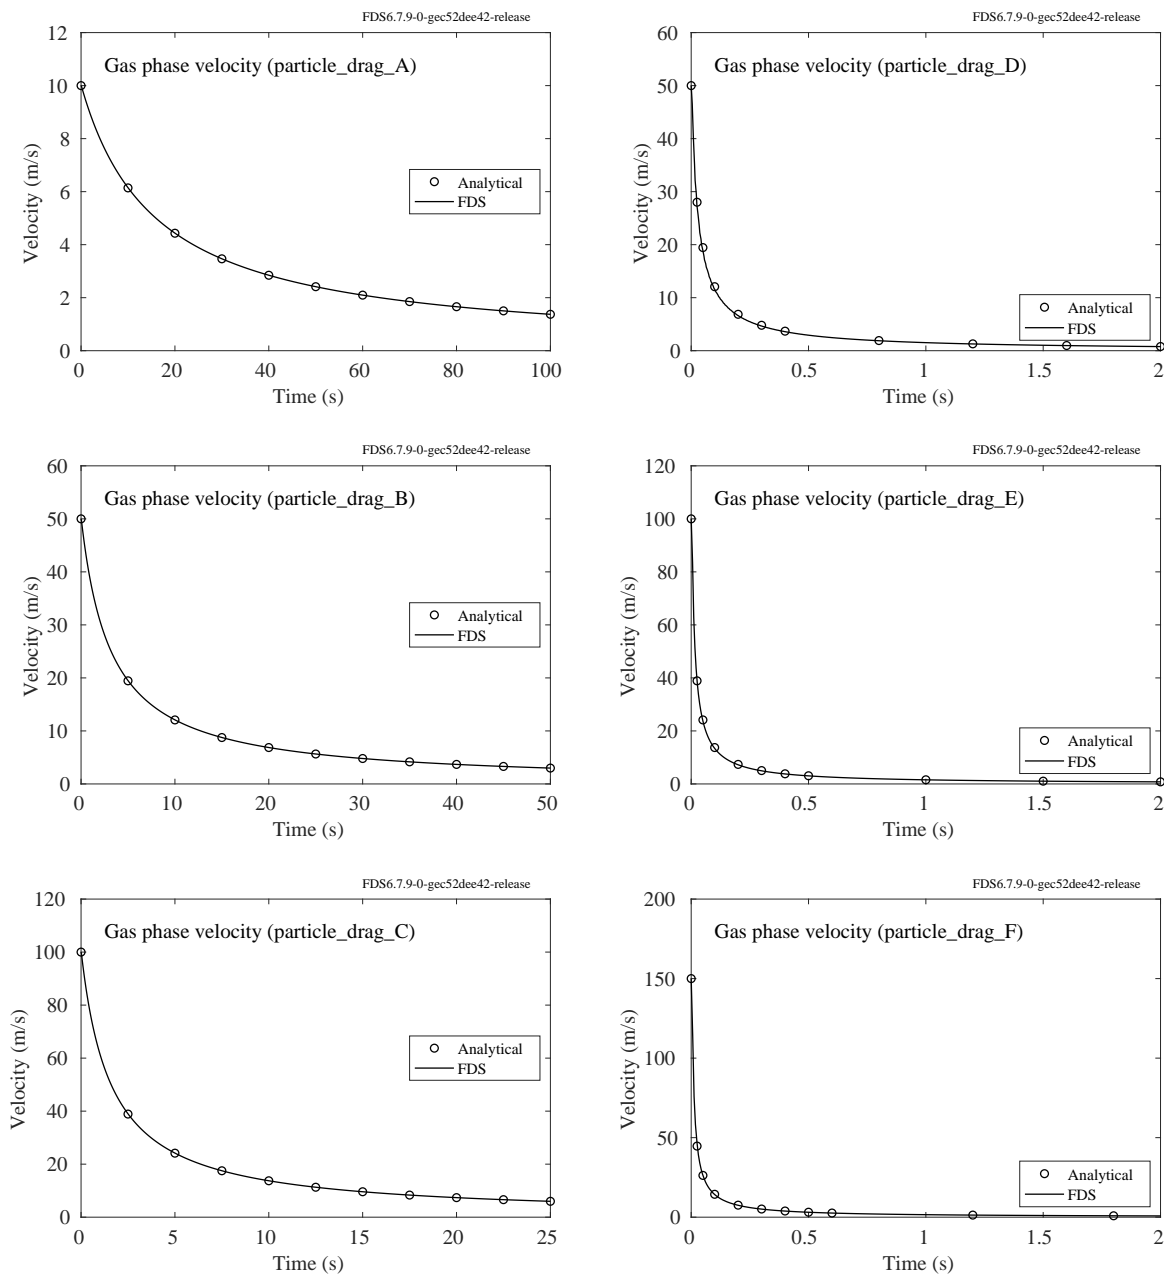 FDS6.7.9-0-gec52dee42-release
Gas phase velocity (particle_drag_A)
12
10
8
6
4
2
0
Velocity (m/s)
Analytical
FDS
0 20 40 60 80 100
Time (s)
FDS6.7.9-0-gec52dee42-release
Gas phase velocity (particle_drag_D)
60
50
40
30
20
10
0
Velocity (m/s)
Analytical
FDS
0 0.5 1 1.5 2
Time (s)
FDS6.7.9-0-gec52dee42-release
Gas phase velocity (particle_drag_B)
60
50
40
30
20
10
0
Velocity (m/s)
Analytical
FDS
0 10 20 30 40 50
Time (s)
FDS6.7.9-0-gec52dee42-release
Gas phase velocity (particle_drag_E)
120
100
80
60
40
20
0
Velocity (m/s)
Analytical
FDS
0 0.5 1 1.5 2
Time (s)
FDS6.7.9-0-gec52dee42-release
Gas phase velocity (particle_drag_C)
120
100
80
60
40
20
0
Velocity (m/s)
Analytical
FDS
0 5 10 15 20 25
Time (s)
FDS6.7.9-0-gec52dee42-release
Gas phase velocity (particle_drag_F)
200
150
100
50
0
Velocity (m/s)
Analytical
FDS
0 0.5 1 1.5 2
Time (s)